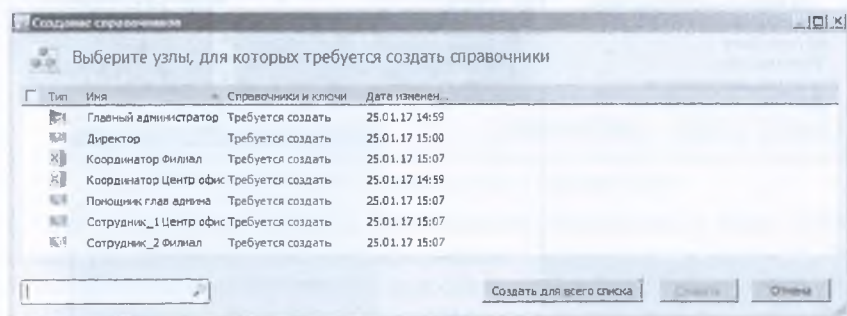 Создание справочников
Выберите узлы, для которых требуется создать справочники
Тип Имя Справочники и ключи Дата изменен...
Главный администратор Требуется создать 25.01.17 14:59
Директор Требуется создать 25.01.17 15:00
Координатор Филиал Требуется создать 25.01.17 15:07
Координатор Центр офис Требуется создать 25.01.17 14:59
Помощник глав админа Требуется создать 25.01.17 15:07
Сотрудник_1 Центр офис Требуется создать 25.01.17 15:07
Сотрудник_2 Филиал Требуется создать 25.01.17 15:07
Создать для всего списка Отмена